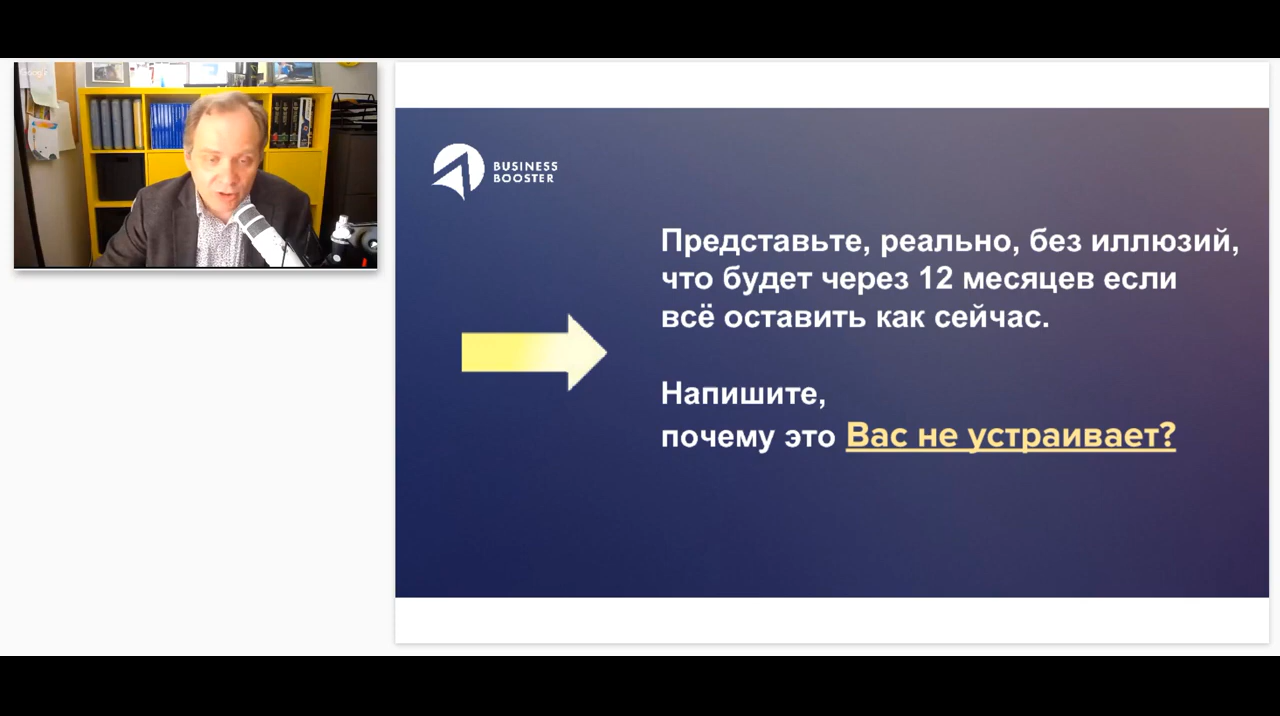 Google
BUSINESS
BOOSTER
Представьте, реально, без иллюзий,
что будет через 12 месяцев если
всё оставить как сейчас.
Напишите,
почему это Вас не устраивает?